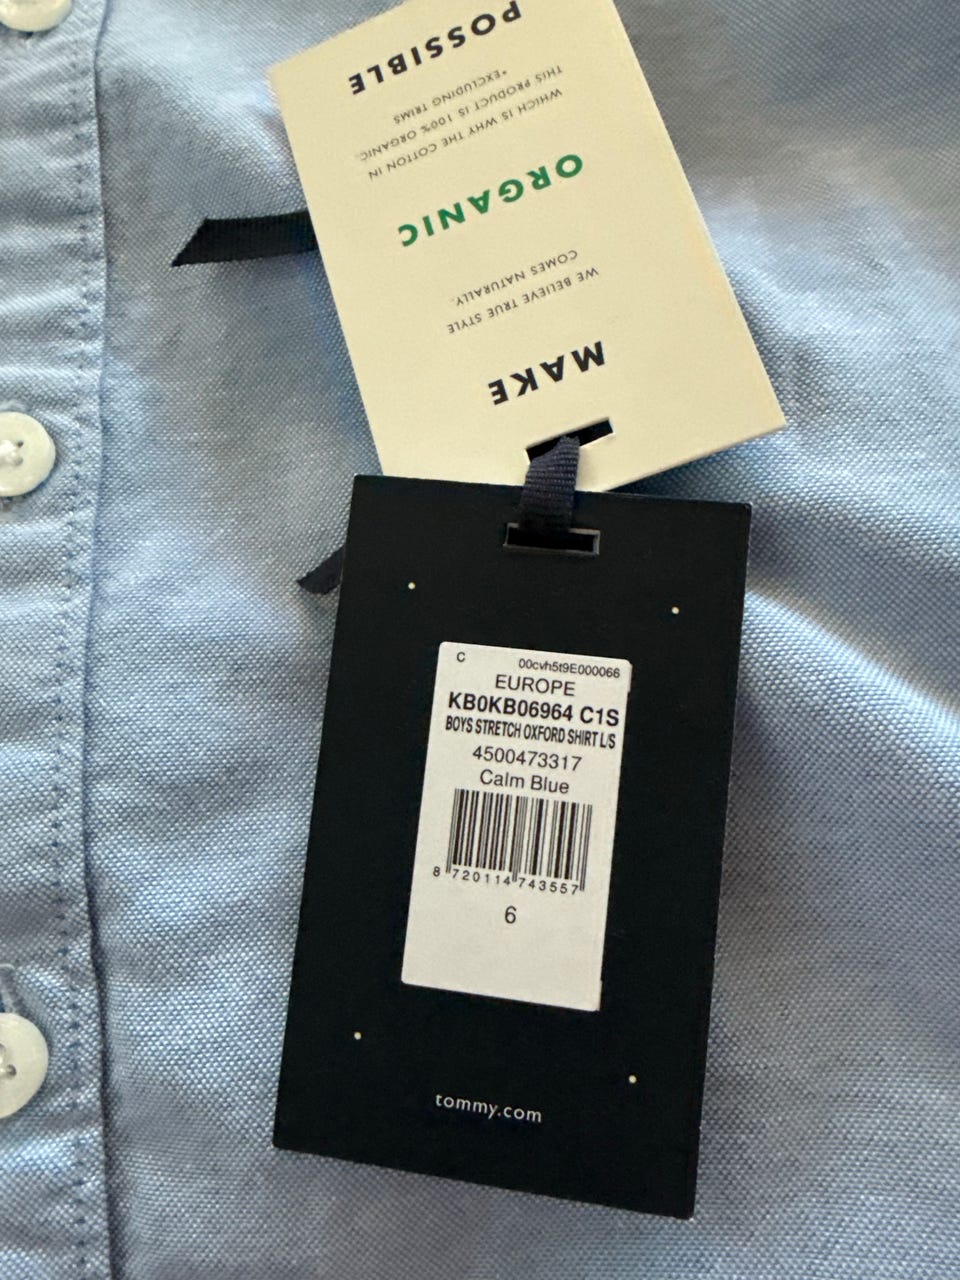 MAKE
WE BELIEVE TRUE STYLE
COMES NATURALLY.
ORGANIC
WHICH IS WHY THE COTTON IN
THIS PRODUCT IS 100% ORGANIC.*
*EXCLUDING TRIMS
POSSIBLE
C 00cvh5t9E000066
EUROPE
KB0KB06964 C1S
BOYS STRETCH OXFORD SHIRT L/S
4500473317
Calm Blue
8 720114 743557
6
tommy.com